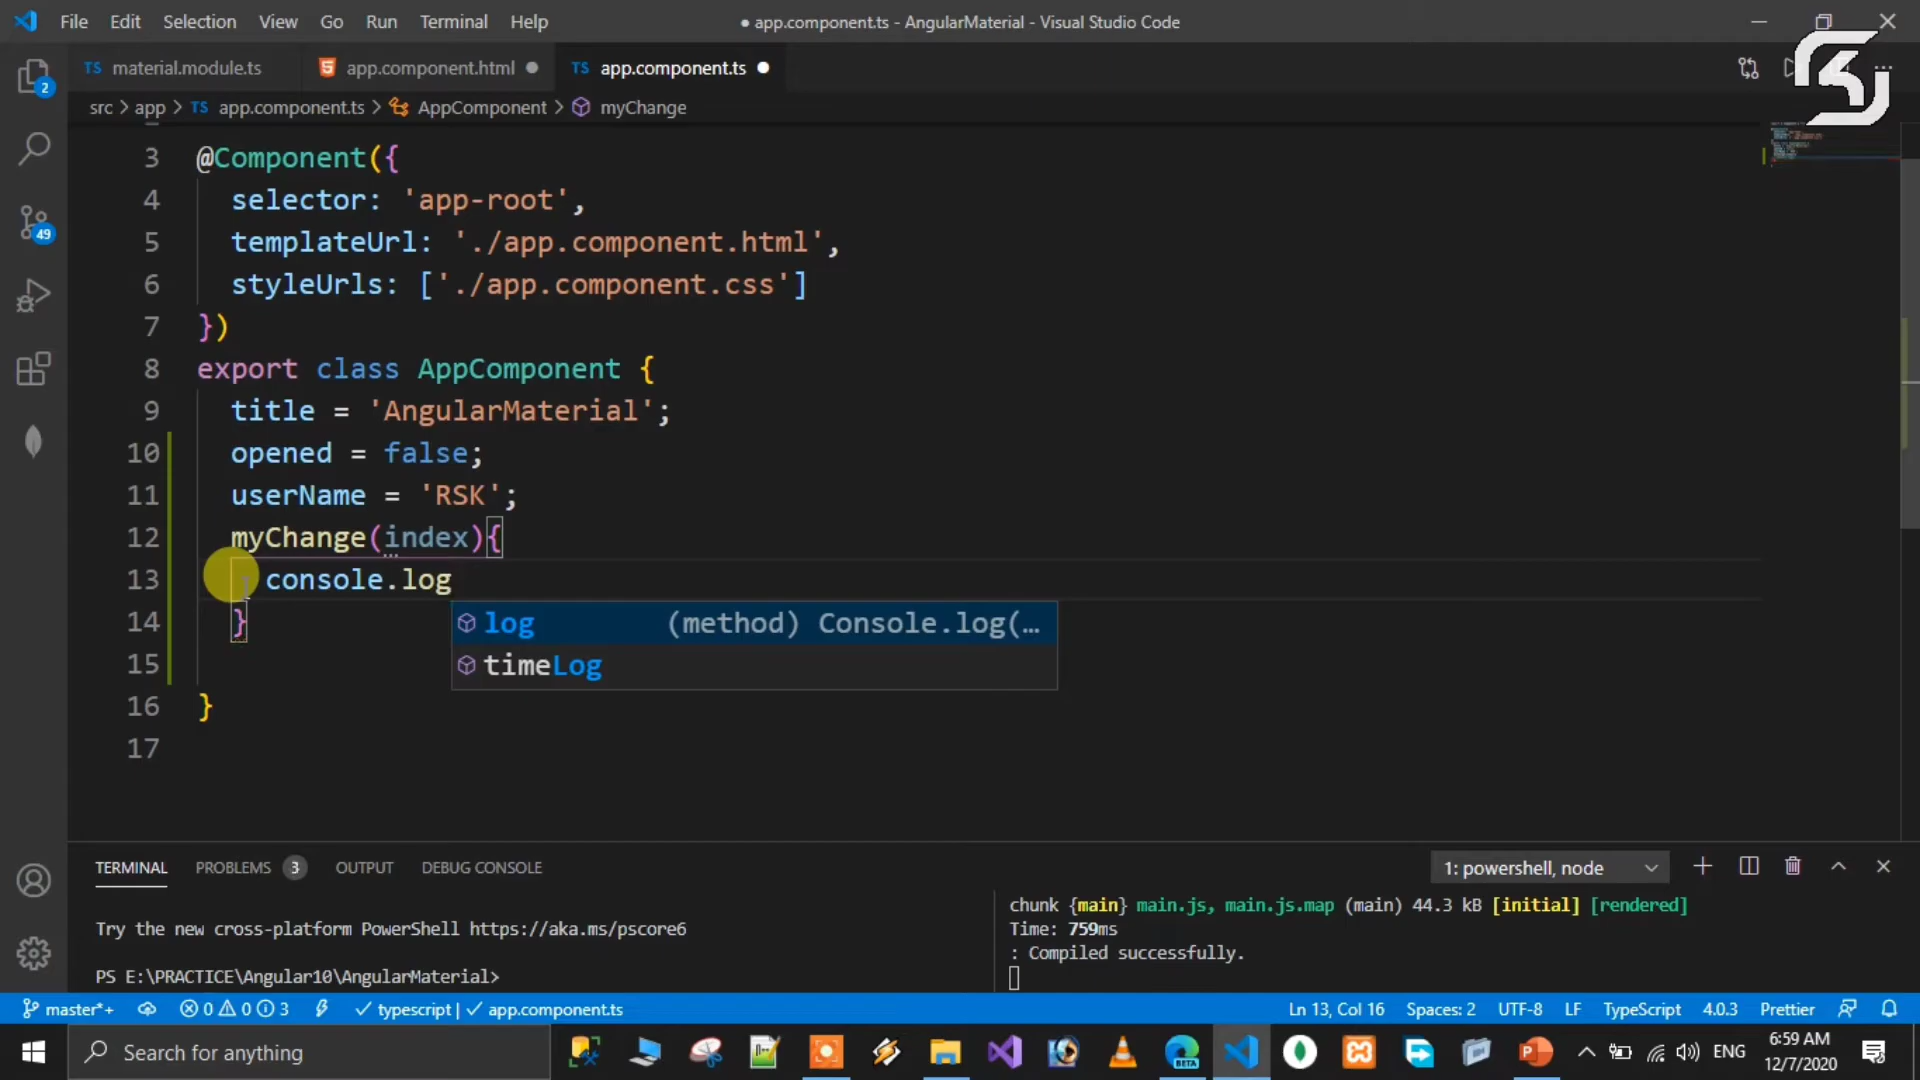 File Edit Selection View Go Run Terminal Help
● app.component.ts - AngularMaterial - Visual Studio Code
TS material.module.ts
app.component.html ●
TS app.component.ts ●
src > app > TS app.component.ts > AppComponent > myChange
3 @Component({
4 selector: 'app-root',
5 templateUrl: './app.component.html',
6 styleUrls: ['./app.component.css']
7 })
8 export class AppComponent {
9 title = 'AngularMaterial';
10 opened = false;
11 userName = 'RSK';
12 myChange(index){
13 console.log
14 }
log (method) Console.log(…
15
timeLog
16 }
17
2
49
TERMINAL PROBLEMS 3 OUTPUT DEBUG CONSOLE
1: powershell, node
Try the new cross-platform PowerShell https://aka.ms/pscore6
PS E:\PRACTICE\Angular10\AngularMaterial>
chunk {main} main.js, main.js.map (main) 44.3 kB [initial] [rendered]
Time: 759ms
: Compiled successfully.
master*+ 0 0 3 typescript | app.component.ts
Ln 13, Col 16 Spaces: 2 UTF-8 LF TypeScript 4.0.3 Prettier
Search for anything
BETA
ENG
6:59 AM
12/7/2020